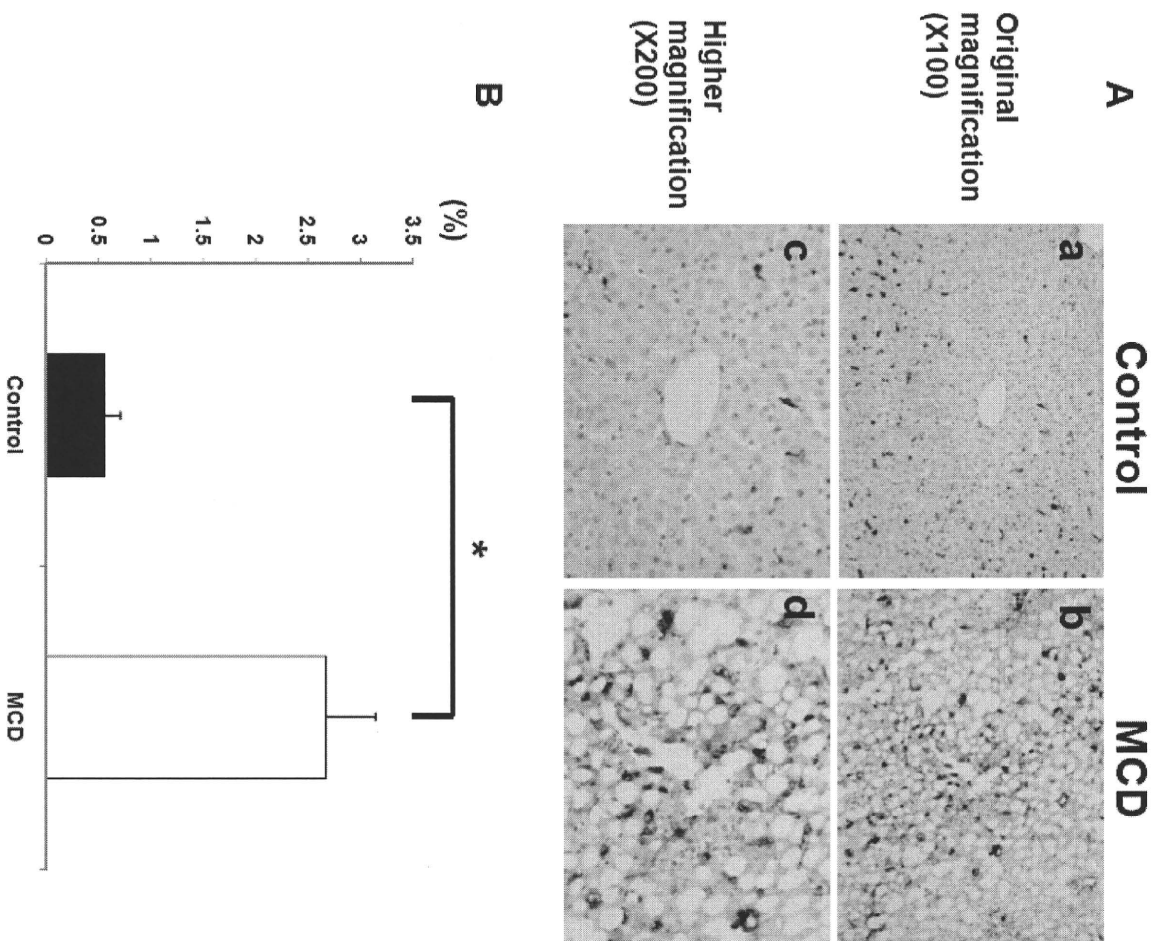 A
Control
MCD
Original
magnification
(X100)
a
b
Higher
magnification
(X200)
c
d
B
(%)
3.5
3
2.5
2
1.5
1
0.5
0
*
Control
MCD